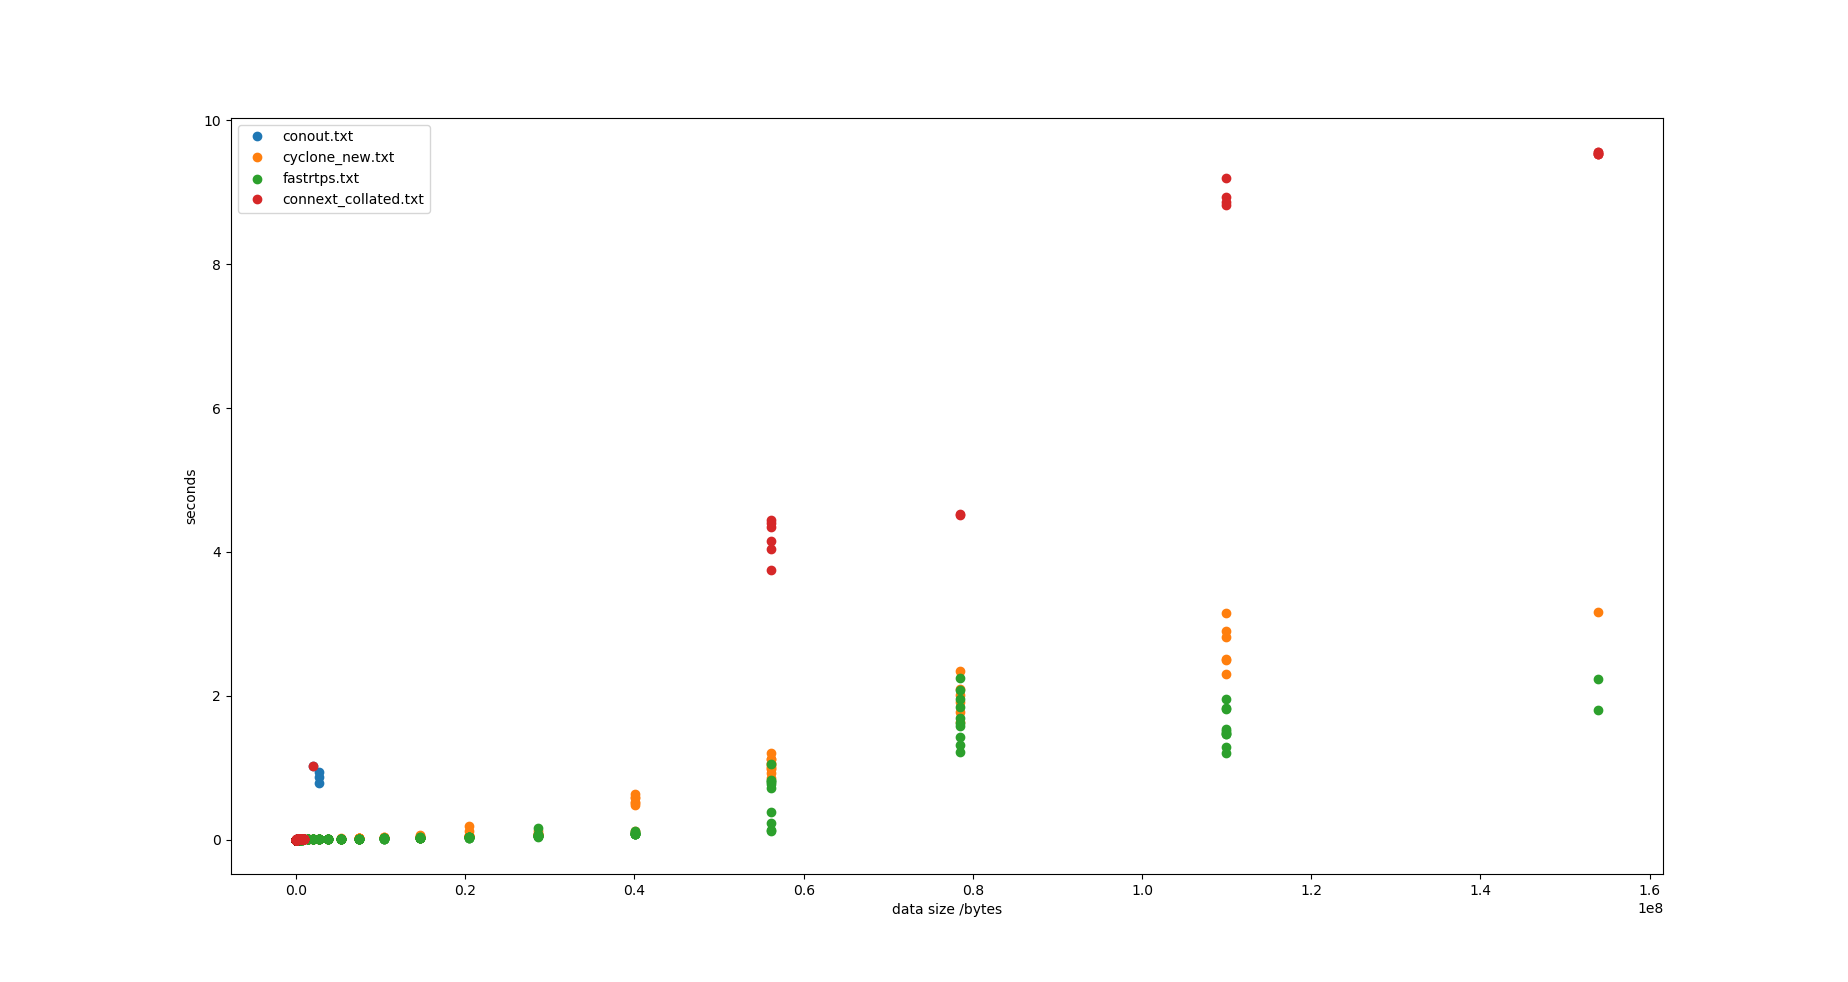 10
8
6
4
2
0
seconds
conout.txt
cyclone_new.txt
fastrtps.txt
connext_collated.txt
0.0 0.2 0.4 0.6 0.8 1.0 1.2 1.4 1.6
data size /bytes
1e8